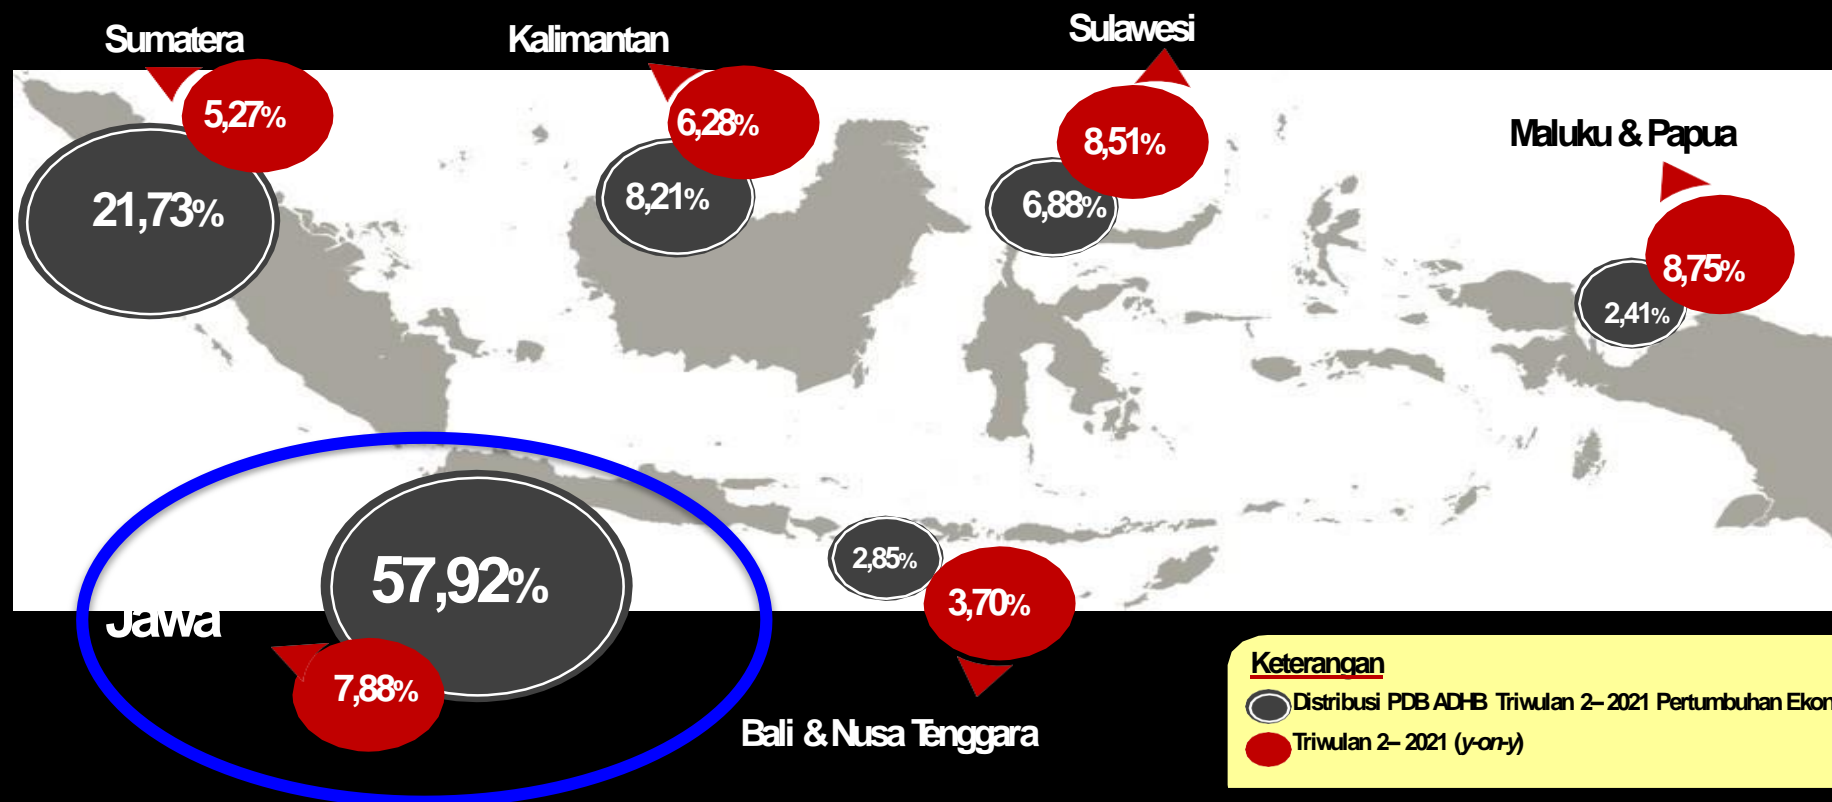 Sumatera
5,27%
21,73%
Kalimantan
6,28%
8,21%
Sulawesi
8,51%
6,88%
Maluku & Papua
8,75%
2,41%
Jawa
57,92%
7,88%
2,85%
3,70%
Bali & Nusa Tenggara
Keterangan
Distribusi PDB ADHB Triwulan 2– 2021 Pertumbuhan Ekon
Triwulan 2– 2021 (y-on-y)